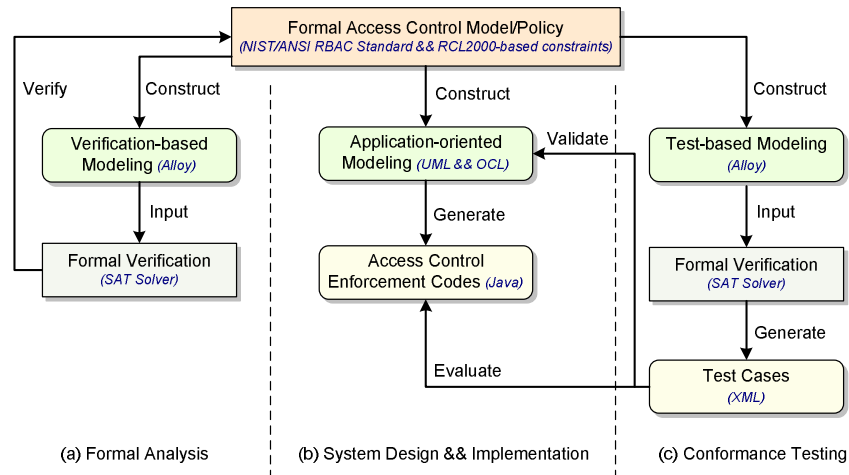 Formal Access Control Model/Policy
(NIST/ANSI RBAC Standard && RCL2000-based constraints)
Verify
Construct
Construct
Construct
Verification-based
Modeling (Alloy)
Application-oriented
Modeling (UML && OCL)
Validate
Test-based Modeling
(Alloy)
Input
Generate
Input
Formal Verification
(SAT Solver)
Access Control
Enforcement Codes (Java)
Formal Verification
(SAT Solver)
Generate
Evaluate
Test Cases
(XML)
(a) Formal Analysis
(b) System Design && Implementation
(c) Conformance Testing